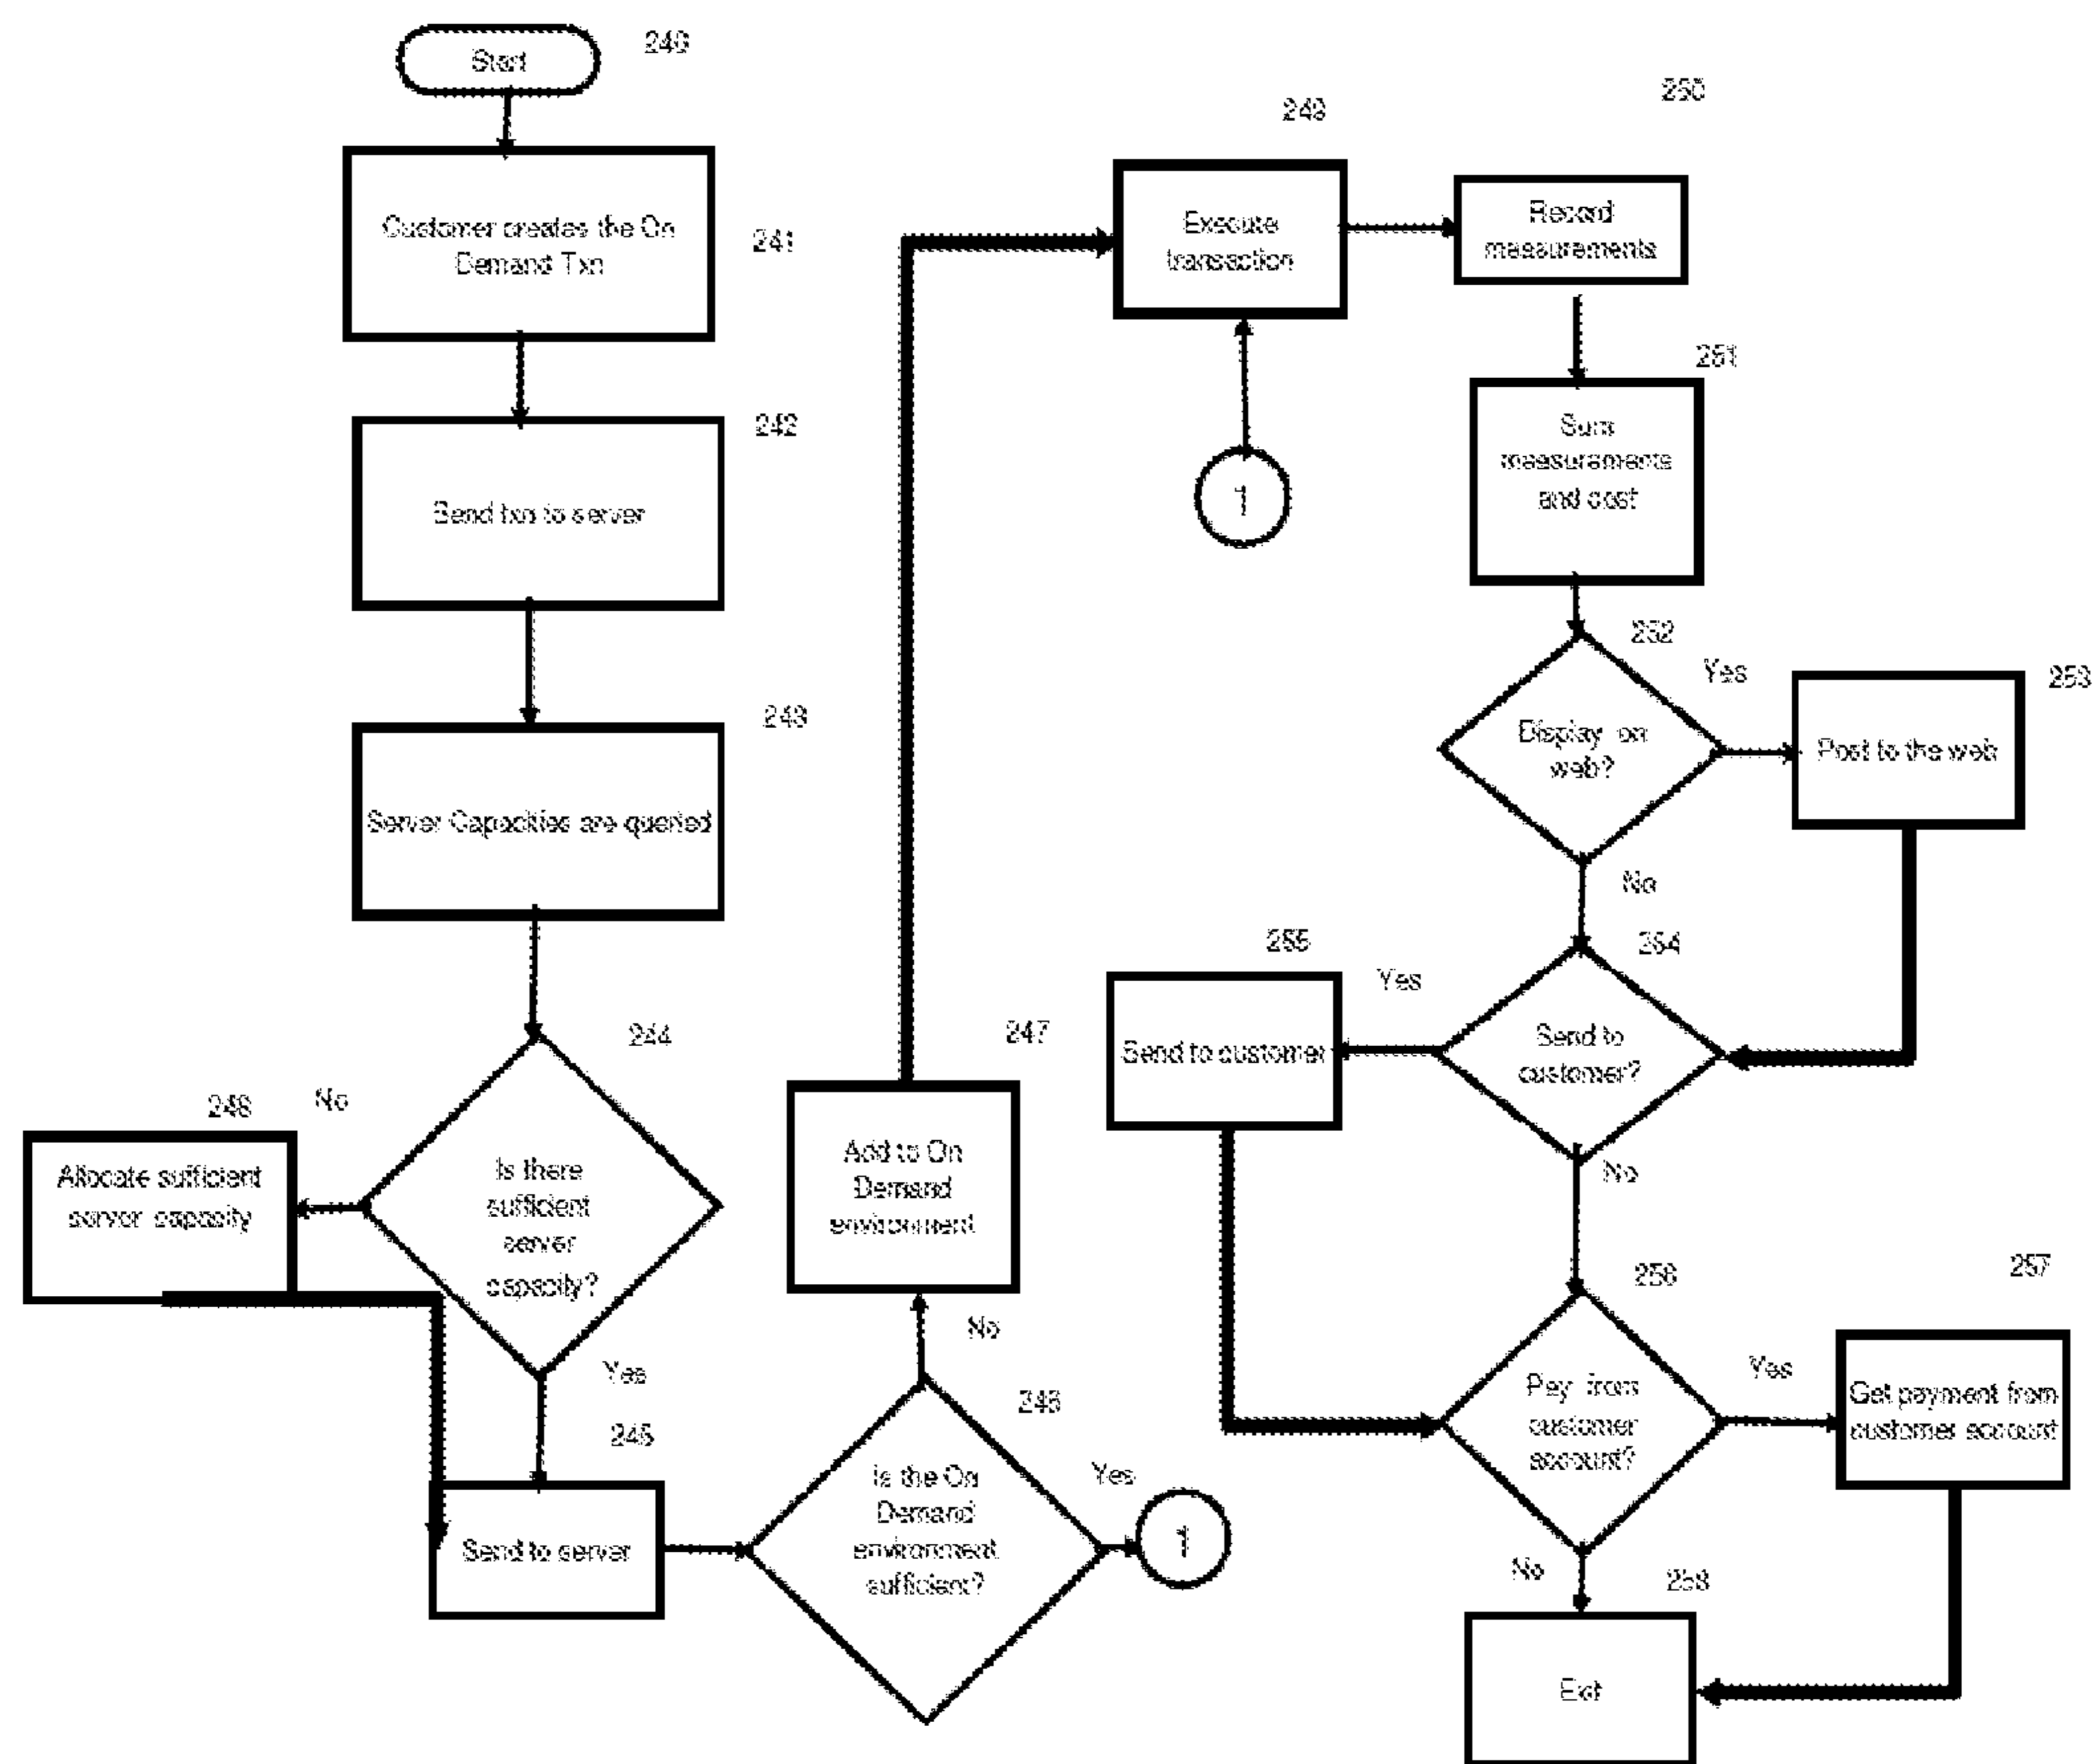 Start
240
Customer creates the On
Demand Txn
241
Send txn to server
242
Server Capacities are queried
243
Is there
sufficient
server
capacity?
244
No
248
Allocate sufficient
server capacity
Yes
245
Send to server
Is the On
Demand
environment
sufficient?
246
Yes
1
No
Add to On
Demand
environment
247
Execute
transaction
249
1
Record
measurements
250
Sum
measurements
and cost
251
Display on
web?
252
Yes
Post to the web
253
No
Send to
customer?
254
Yes
255
Send to customer
No
Pay from
customer
account?
256
Yes
257
Get payment from
customer account
No
258
Exit